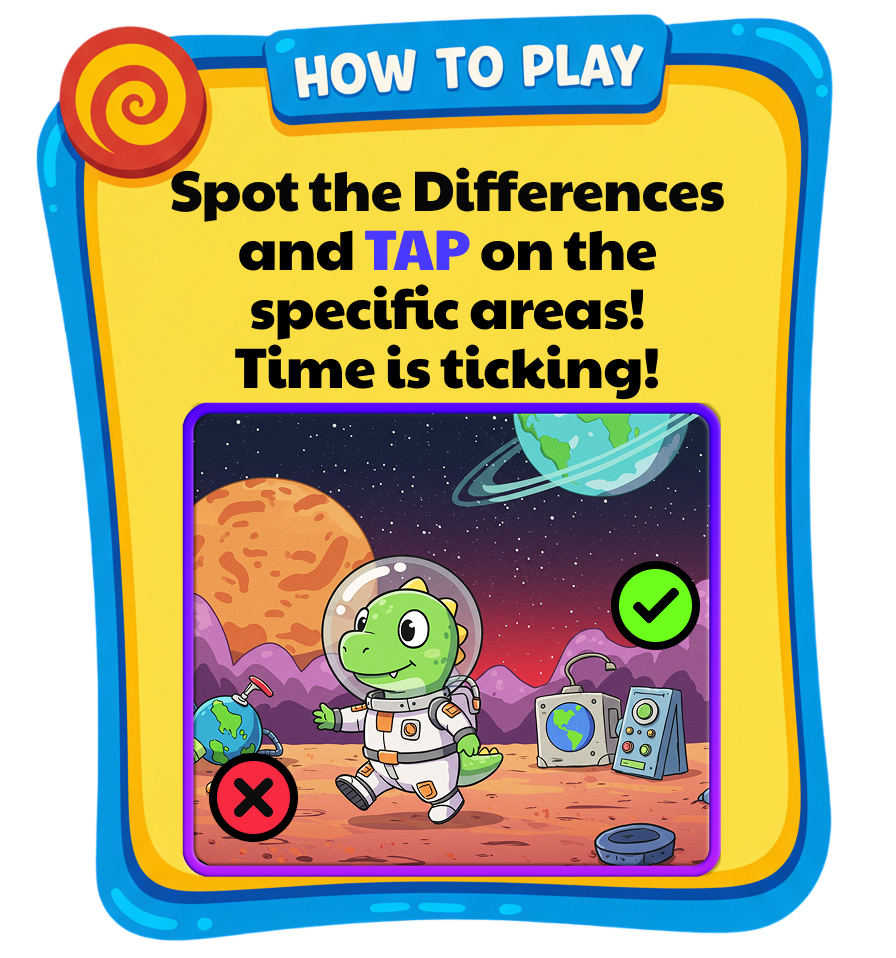 HOW TO PLAY
Spot the Differences
and TAP on the
specific areas!
Time is ticking!